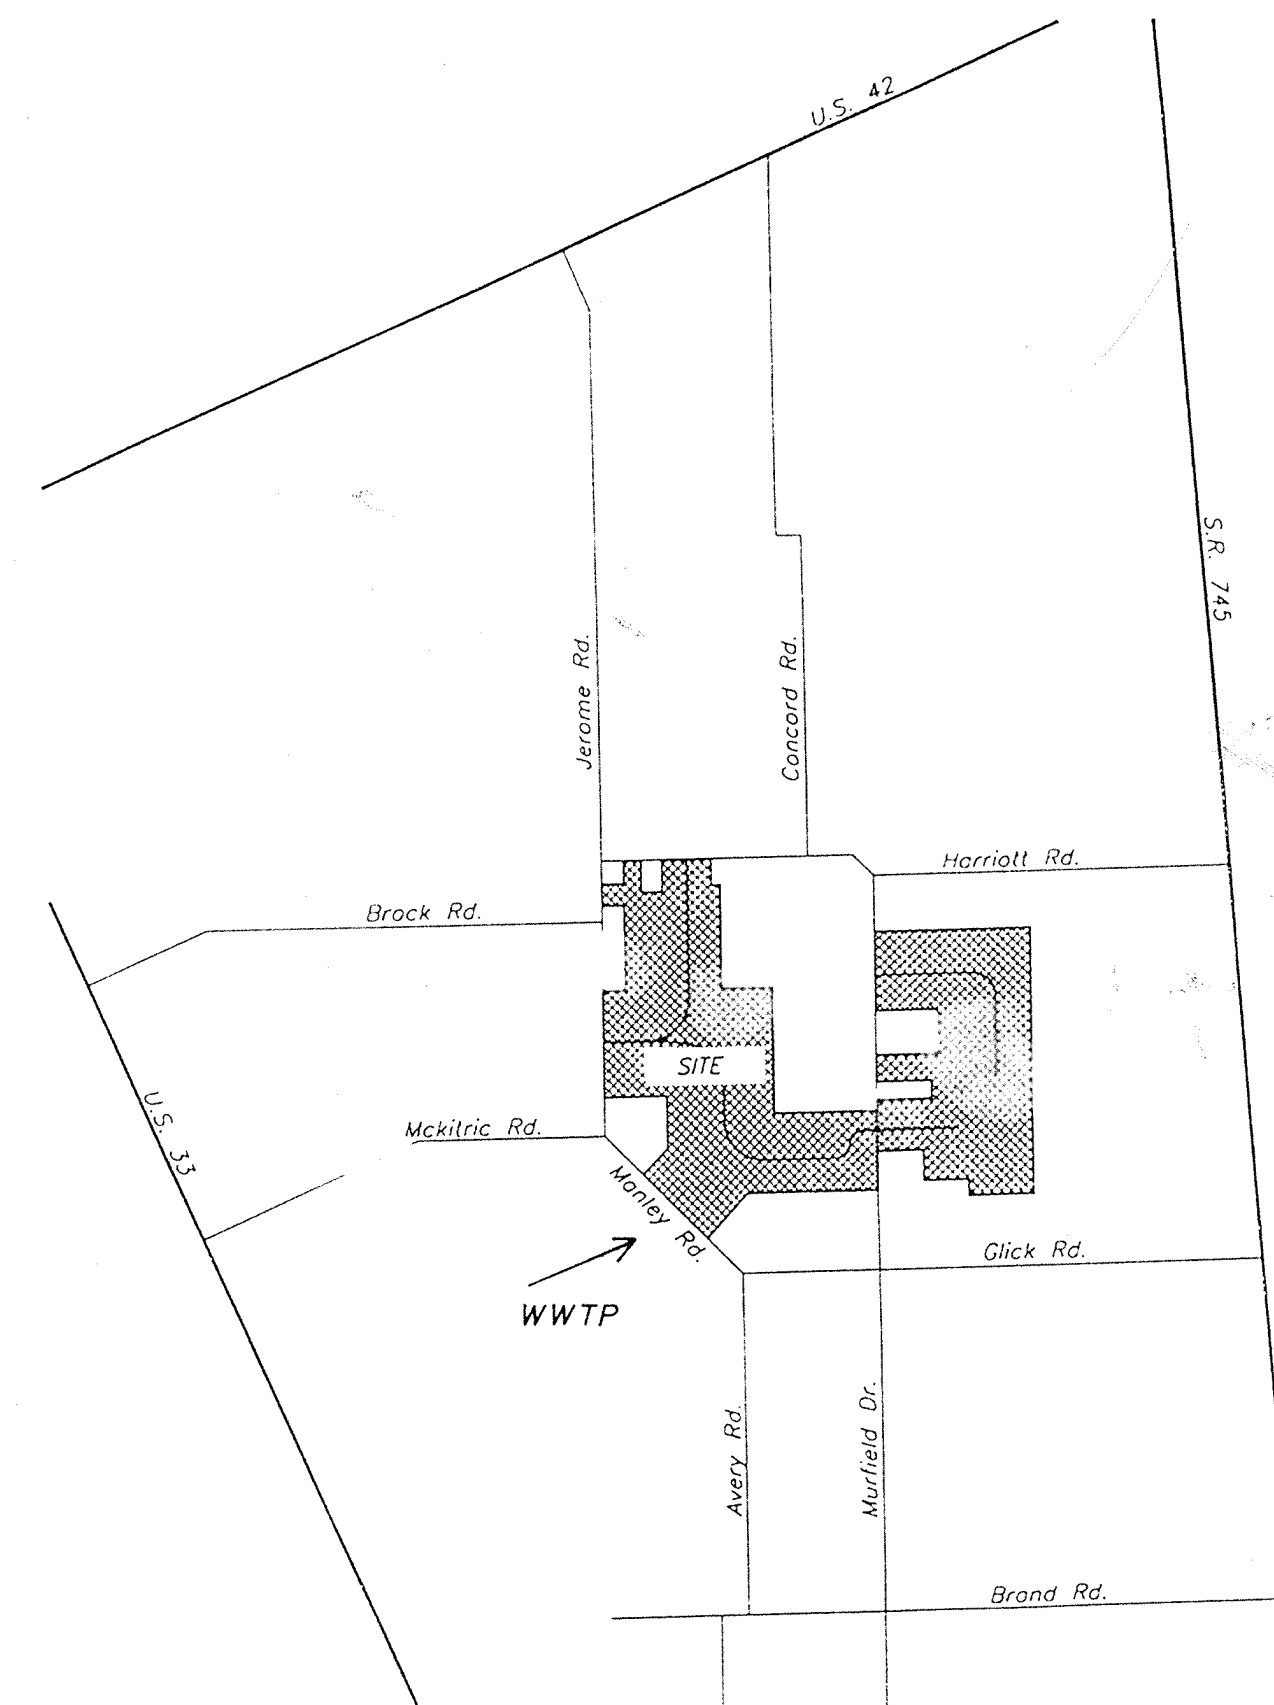 U.S. 42
S.R. 745
Jerome Rd.
Concord Rd.
Harriott Rd.
Brock Rd.
SITE
U.S. 33
Mckitric Rd.
Manley Rd.
Glick Rd.
WWTP
Avery Rd.
Murfield Dr.
Brand Rd.